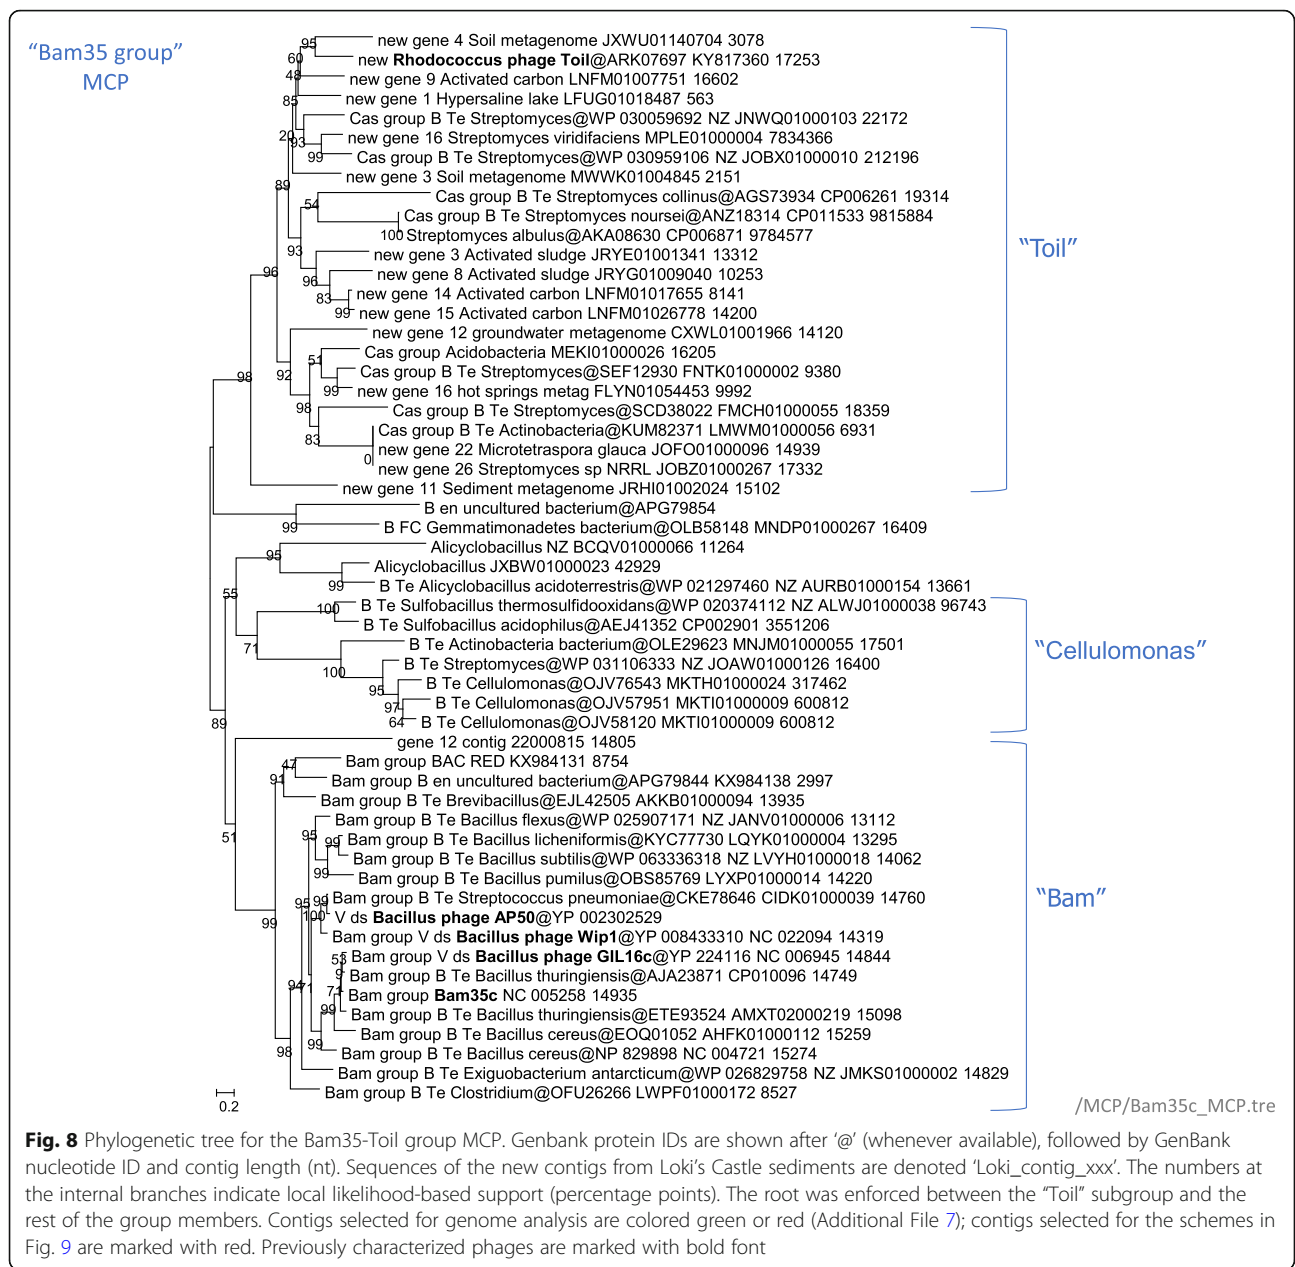 “Bam35 group”
MCP
new gene 4 Soil metagenome JXWU01140704 3078
new Rhodococcus phage Toil@ARK07697 KY817360 17253
new gene 9 Activated carbon LNFM01007751 16602
new gene 1 Hypersaline lake LFUG01018487 563
Cas group B Te Streptomyces@WP 030059692 NZ JNWQ01000103 22172
new gene 16 Streptomyces viridifaciens MPLE01000004 7834366
Cas group B Te Streptomyces@WP 030959106 NZ JOBX01000010 212196
new gene 3 Soil metagenome MWWK01004845 2151
Cas group B Te Streptomyces collinus@AGS73934 CP006261 19314
Cas group B Te Streptomyces noursei@ANZ18314 CP011533 9815884
Streptomyces albulus@AKA08630 CP006871 9784577
new gene 3 Activated sludge JRYE01001341 13312
new gene 8 Activated sludge JRYG01009040 10253
new gene 14 Activated carbon LNFM01017655 8141
new gene 15 Activated carbon LNFM01026778 14200
new gene 12 groundwater metagenome CXWL01001966 14120
Cas group Acidobacteria MEKI01000026 16205
Cas group B Te Streptomyces@SEF12930 FNTK01000002 9380
new gene 16 hot springs metag FLYN01054453 9992
Cas group B Te Streptomyces@SCD38022 FMCH01000055 18359
Cas group B Te Actinobacteria@KUM82371 LMWM01000056 6931
new gene 22 Microtetraspora glauca JOFO01000096 14939
new gene 26 Streptomyces sp NRRL JOBZ01000267 17332
new gene 11 Sediment metagenome JRHI01002024 15102
B en uncultured bacterium@APG79854
B FC Gemmatimonadetes bacterium@OLB58148 MNDP01000267 16409
Alicyclobacillus NZ BCQV01000066 11264
Alicyclobacillus JXBW01000023 42929
B Te Alicyclobacillus acidoterrestris@WP 021297460 NZ AURB01000154 13661
B Te Sulfobacillus thermosulfidooxidans@WP 020374112 NZ ALWJ01000038 96743
B Te Sulfobacillus acidophilus@AEJ41352 CP002901 3551206
B Te Actinobacteria bacterium@OLE29623 MNJM01000055 17501
B Te Streptomyces@WP 031106333 NZ JOAW01000126 16400
B Te Cellulomonas@OJV76543 MKTH01000024 317462
B Te Cellulomonas@OJV57951 MKTI01000009 600812
B Te Cellulomonas@OJV58120 MKTI01000009 600812
gene 12 contig 22000815 14805
Bam group BAC RED KX984131 8754
Bam group B en uncultured bacterium@APG79844 KX984138 2997
Bam group B Te Brevibacillus@EJL42505 AKKB01000094 13935
Bam group B Te Bacillus flexus@WP 025907171 NZ JANV01000006 13112
Bam group B Te Bacillus licheniformis@KYC77730 LQYK01000004 13295
Bam group B Te Bacillus subtilis@WP 063336318 NZ LVYH01000018 14062
Bam group B Te Bacillus pumilus@OBS85769 LYXP01000014 14220
Bam group B Te Streptococcus pneumoniae@CKE78646 CIDK01000039 14760
V ds Bacillus phage AP50@YP 002302529
Bam group V ds Bacillus phage Wip1@YP 008433310 NC 022094 14319
Bam group V ds Bacillus phage GIL16c@YP 224116 NC 006945 14844
Bam group B Te Bacillus thuringiensis@AJA23871 CP010096 14749
Bam group Bam35c NC 005258 14935
Bam group B Te Bacillus thuringiensis@ETE93524 AMXT02000219 15098
Bam group B Te Bacillus cereus@EOQ01052 AHFK01000112 15259
Bam group B Te Bacillus cereus@NP 829898 NC 004721 15274
Bam group B Te Exiguobacterium antarcticum@WP 026829758 NZ JMKS01000002 14829
Bam group B Te Clostridium@OFU26266 LWPF01000172 8527
“Toil”
“Cellulomonas”
“Bam”
95
60
48
85
20
93
99
89
54
100
93
96
96
83
99
98
92
51
99
98
83
0
99
95
99
55
100
71
100
95
97
64
89
47
91
51
95
99
99
99
95
99
100
53
9
71
94
71
99
99
98
0.2
/MCP/Bam35c_MCP.tre
Fig. 8 Phylogenetic tree for the Bam35-Toil group MCP. Genbank protein IDs are shown after ‘@’ (whenever available), followed by GenBank
nucleotide ID and contig length (nt). Sequences of the new contigs from Loki’s Castle sediments are denoted ‘Loki_contig_xxx’. The numbers at
the internal branches indicate local likelihood-based support (percentage points). The root was enforced between the “Toil” subgroup and the
rest of the group members. Contigs selected for genome analysis are colored green or red (Additional File 7); contigs selected for the schemes in
Fig. 9 are marked with red. Previously characterized phages are marked with bold font